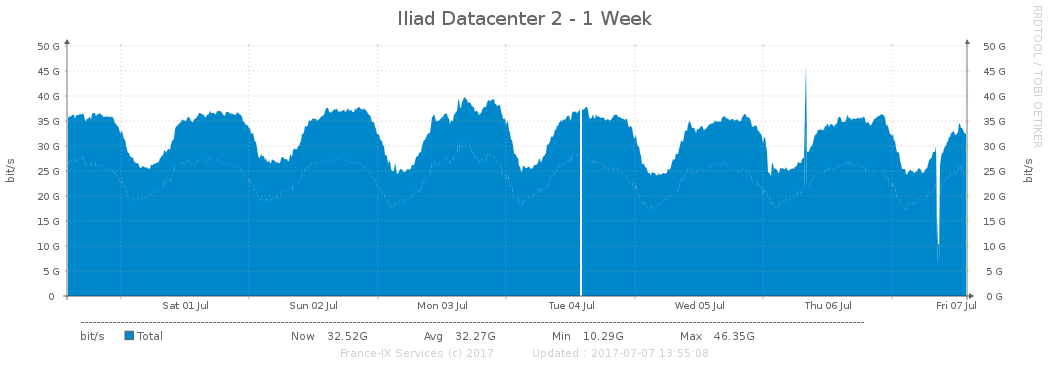 Iliad Datacenter 2 - 1 Week
RRDTOOL / TOBI OETIKER
50 G 50 G
45 G 45 G
40 G 40 G
35 G 35 G
30 G 30 G
25 G 25 G
20 G 20 G
15 G 15 G
10 G 10 G
5 G 5 G
0 0 G
bit/s bit/s
Sat 01 Jul Sun 02 Jul Mon 03 Jul Tue 04 Jul Wed 05 Jul Thu 06 Jul Fri 07 Jul
bit/s Total Now 32.52G Avg 32.27G Min 10.29G Max 46.35G
France-IX Services (c) 2017 Updated : 2017-07-07 13:55:08